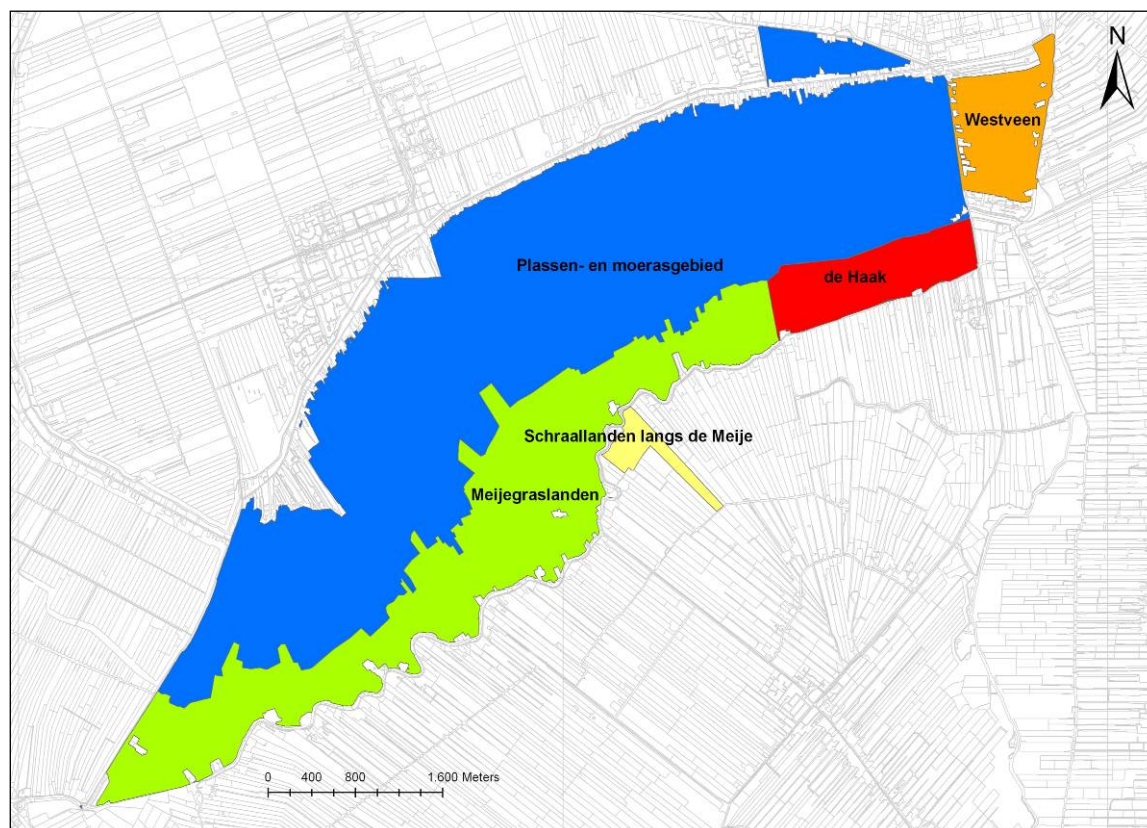 N
Westveen
Plassen- en moerasgebied
de Haak
Schraallanden langs de Meije
Meijegraslanden
0 400 800 1.600 Meters